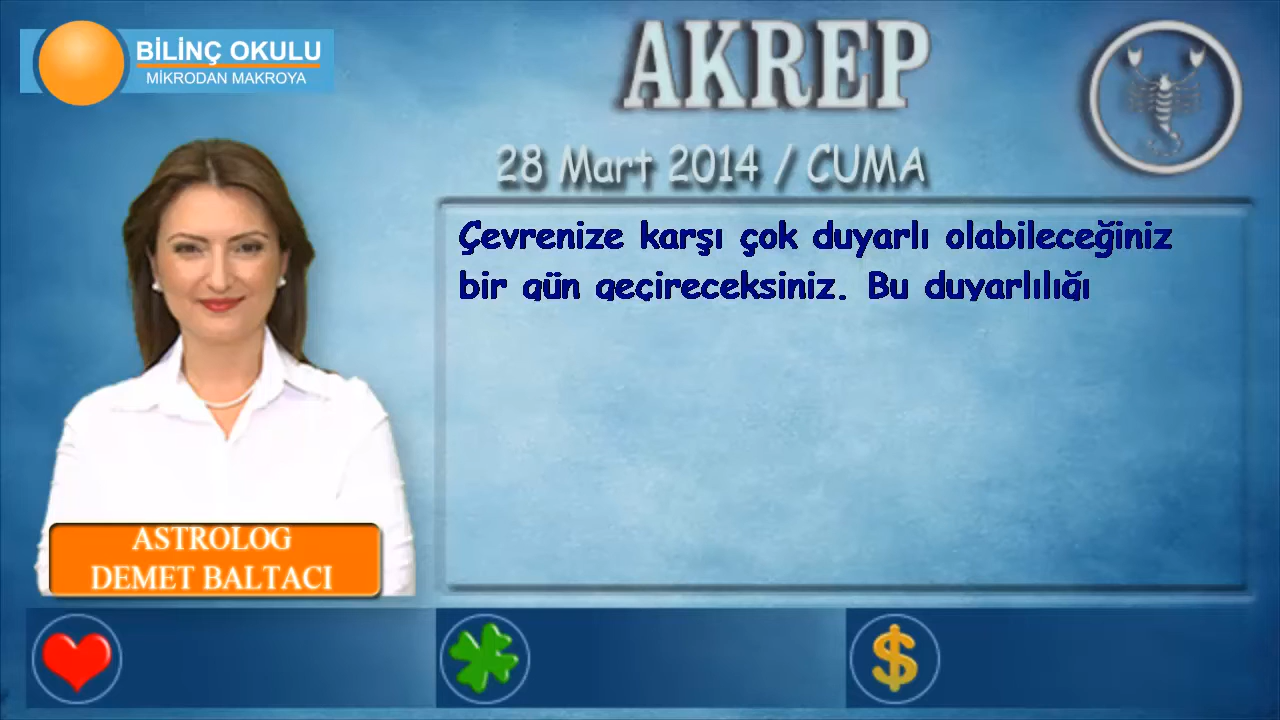 BİLİNÇ OKULU
MİKRODAN MAKROYA
AKREP
28 Mart 2014 / CUMA
Çevrenize karşı çok duyarlı olabileceğiniz
bir gün geçireceksiniz. Bu duyarlılığı
ASTROLOG
DEMET BALTACI